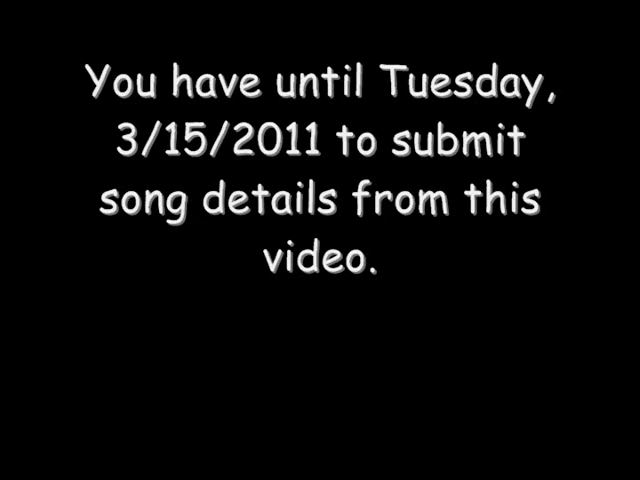 You have until Tuesday,
3/15/2011 to submit
song details from this
video.